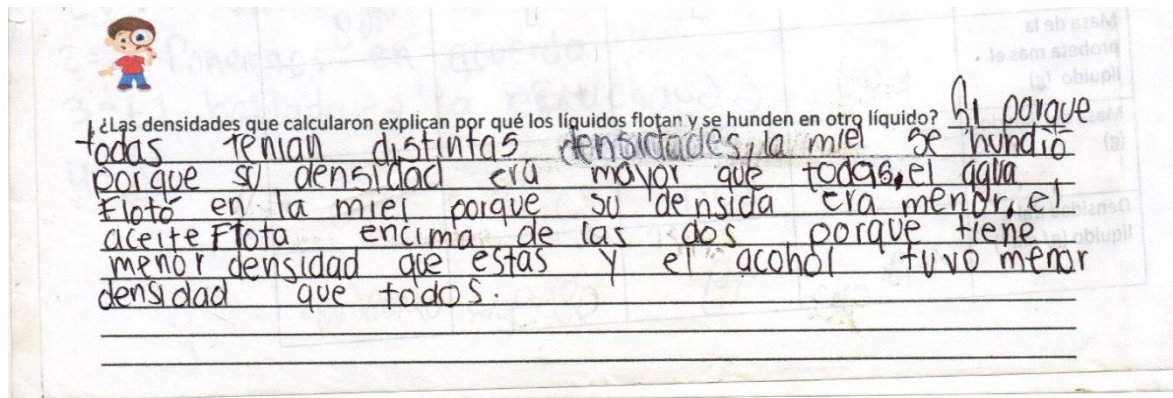 ¿Las densidades que calcularon explican por qué los líquidos flotan y se hunden en otro líquido? Si porque
todas tenian distintas densidades, la miel se hundió
porque su densidad era mayor que todas, el agua
Flotó en la miel porque su densida era menor, el
aceite Flota encima de las dos porque tiene
menor densidad que estas y el acohol tuvo menor
densidad que todos.